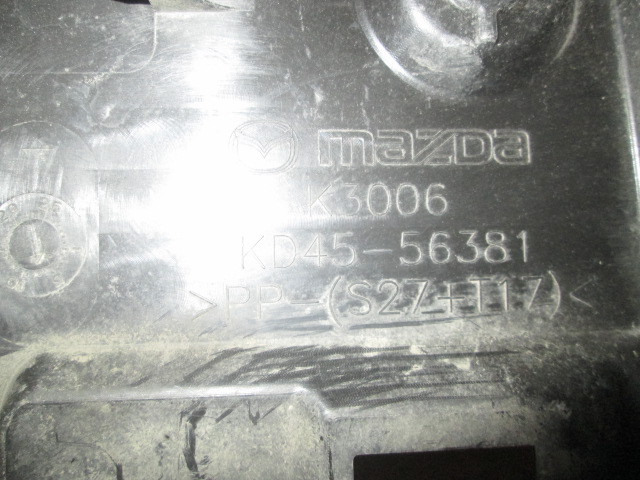 mazda
K3006
KD45-56381
>PP-(S27+T17)<